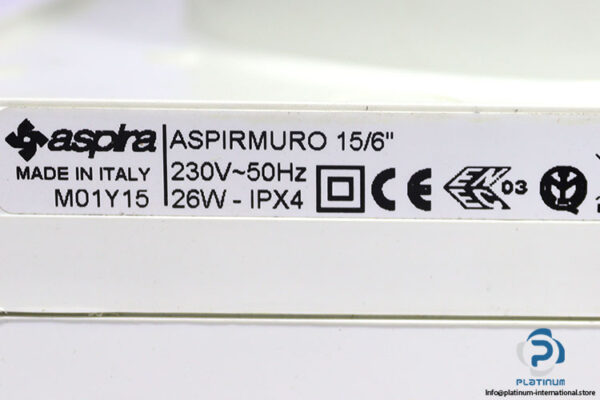 aspira
MADE IN ITALY
M01Y15
ASPIRMURO 15/6"
230V~50Hz
26W - IPX4
CE
ENEC 03
PLATINUM
Info@platinum-international.store